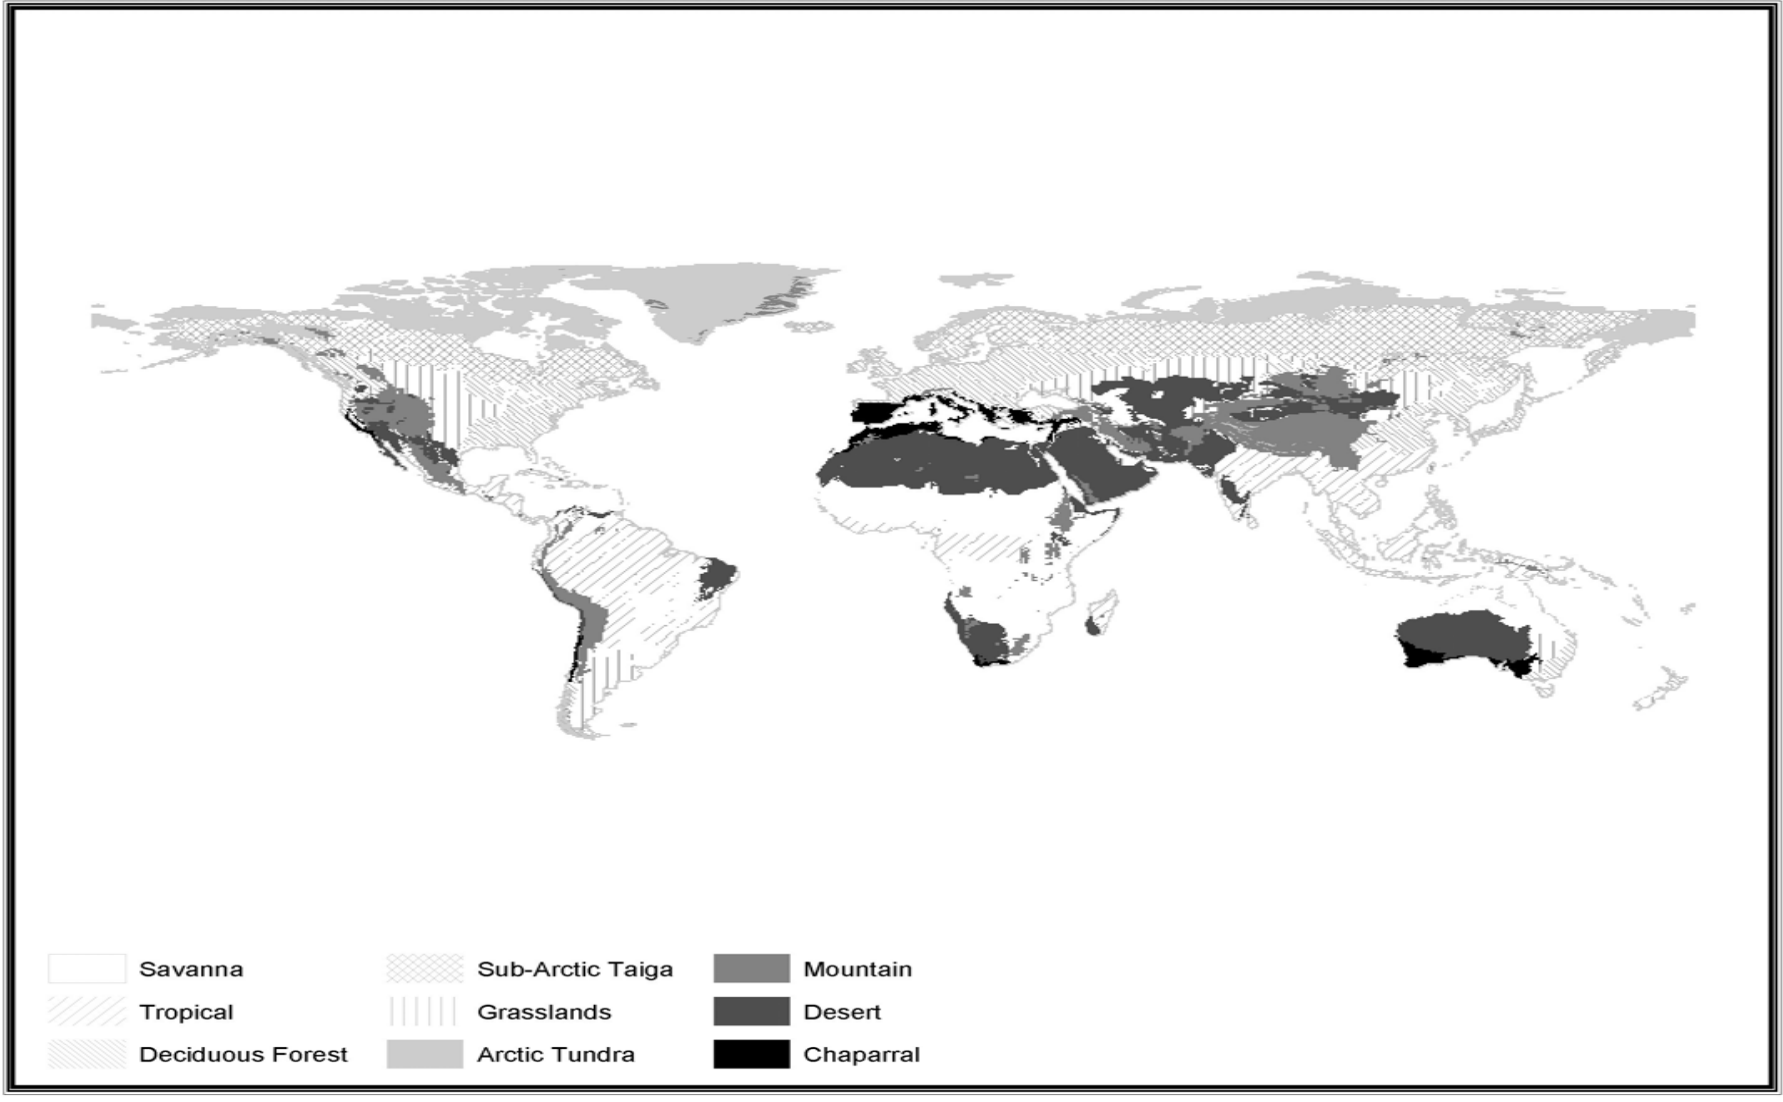 Savanna
Tropical
Deciduous Forest
Sub-Arctic Taiga
Grasslands
Arctic Tundra
Mountain
Desert
Chaparral